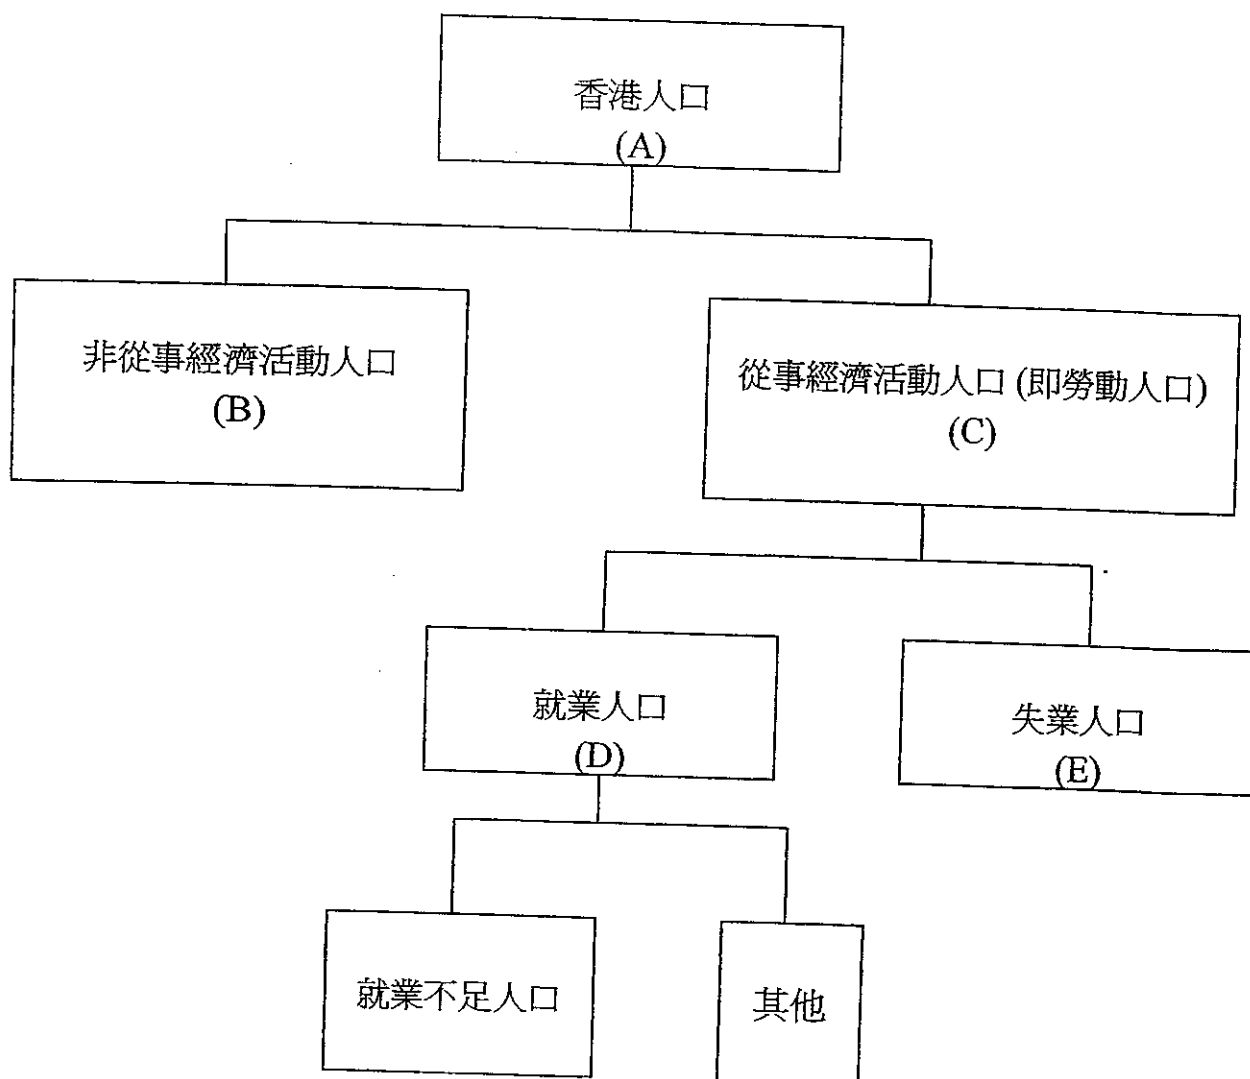 香港人口
(A)
非從事經濟活動人口
(B)
從事經濟活動人口 (即勞動人口)
(C)
就業人口
(D)
失業人口
(E)
就業不足人口
其他